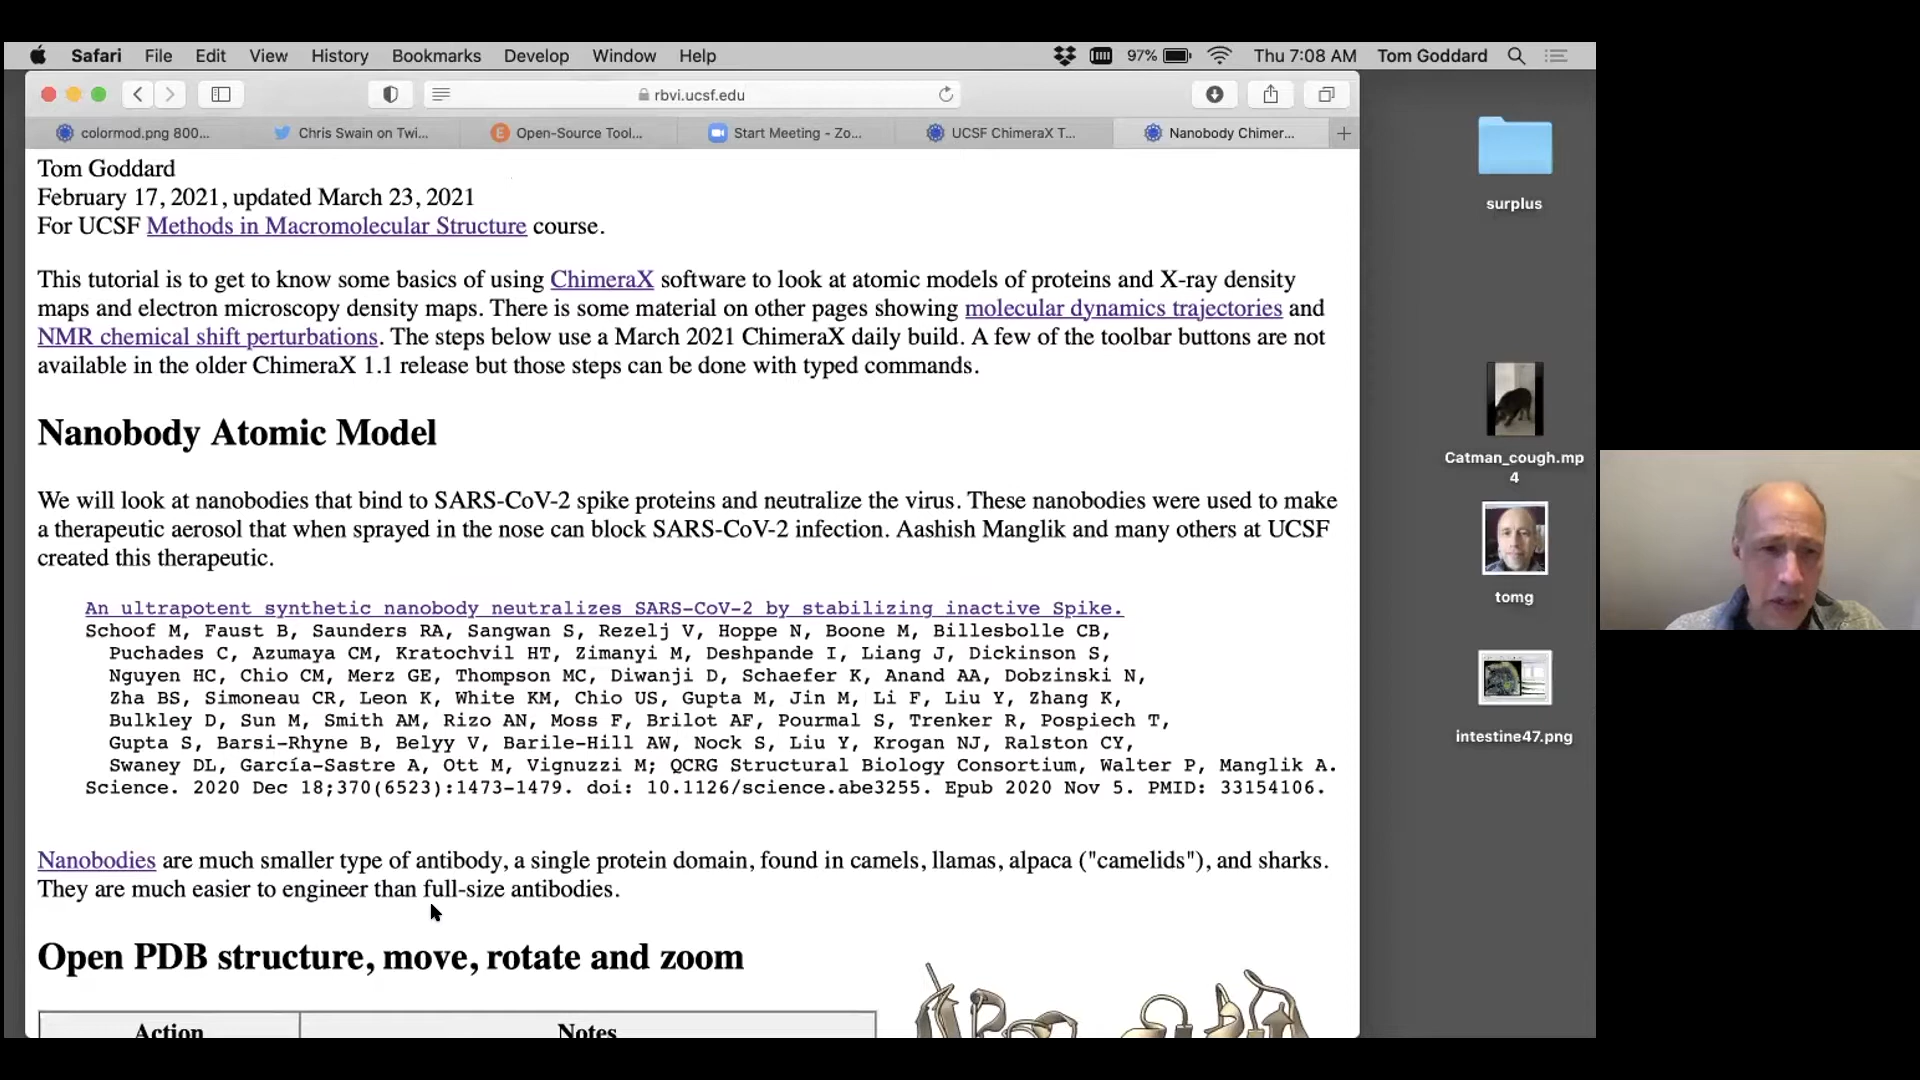 Safari File Edit View History Bookmarks Develop Window Help 97% Thu 7:08 AM Tom Goddard
rbvi.ucsf.edu
colormod.png 800... Chris Swain on Twi... Open-Source Tool... Start Meeting - Zo... UCSF ChimeraX T... Nanobody Chimer...
Tom Goddard
February 17, 2021, updated March 23, 2021
For UCSF Methods in Macromolecular Structure course.
This tutorial is to get to know some basics of using ChimeraX software to look at atomic models of proteins and X-ray density
maps and electron microscopy density maps. There is some material on other pages showing molecular dynamics trajectories and
NMR chemical shift perturbations. The steps below use a March 2021 ChimeraX daily build. A few of the toolbar buttons are not
available in the older ChimeraX 1.1 release but those steps can be done with typed commands.
Nanobody Atomic Model
We will look at nanobodies that bind to SARS-CoV-2 spike proteins and neutralize the virus. These nanobodies were used to make
a therapeutic aerosol that when sprayed in the nose can block SARS-CoV-2 infection. Aashish Manglik and many others at UCSF
created this therapeutic.
An ultrapotent synthetic nanobody neutralizes SARS-CoV-2 by stabilizing inactive Spike.
Schoof M, Faust B, Saunders RA, Sangwan S, Rezelj V, Hoppe N, Boone M, Billesbolle CB,
Puchades C, Azumaya CM, Kratochvil HT, Zimanyi M, Deshpande I, Liang J, Dickinson S,
Nguyen HC, Chio CM, Merz GE, Thompson MC, Diwanji D, Schaefer K, Anand AA, Dobzinski N,
Zha BS, Simoneau CR, Leon K, White KM, Chio US, Gupta M, Jin M, Li F, Liu Y, Zhang K,
Bulkley D, Sun M, Smith AM, Rizo AN, Moss F, Brilot AF, Pourmal S, Trenker R, Pospiech T,
Gupta S, Barsi-Rhyne B, Belyy V, Barile-Hill AW, Nock S, Liu Y, Krogan NJ, Ralston CY,
Swaney DL, García-Sastre A, Ott M, Vignuzzi M; QCRG Structural Biology Consortium, Walter P, Manglik A.
Science. 2020 Dec 18;370(6523):1473-1479. doi: 10.1126/science.abe3255. Epub 2020 Nov 5. PMID: 33154106.
Nanobodies are much smaller type of antibody, a single protein domain, found in camels, llamas, alpaca ("camelids"), and sharks.
They are much easier to engineer than full-size antibodies.
Open PDB structure, move, rotate and zoom
Action Notes
surplus
Catman_cough.mp
4
tomg
intestine47.png